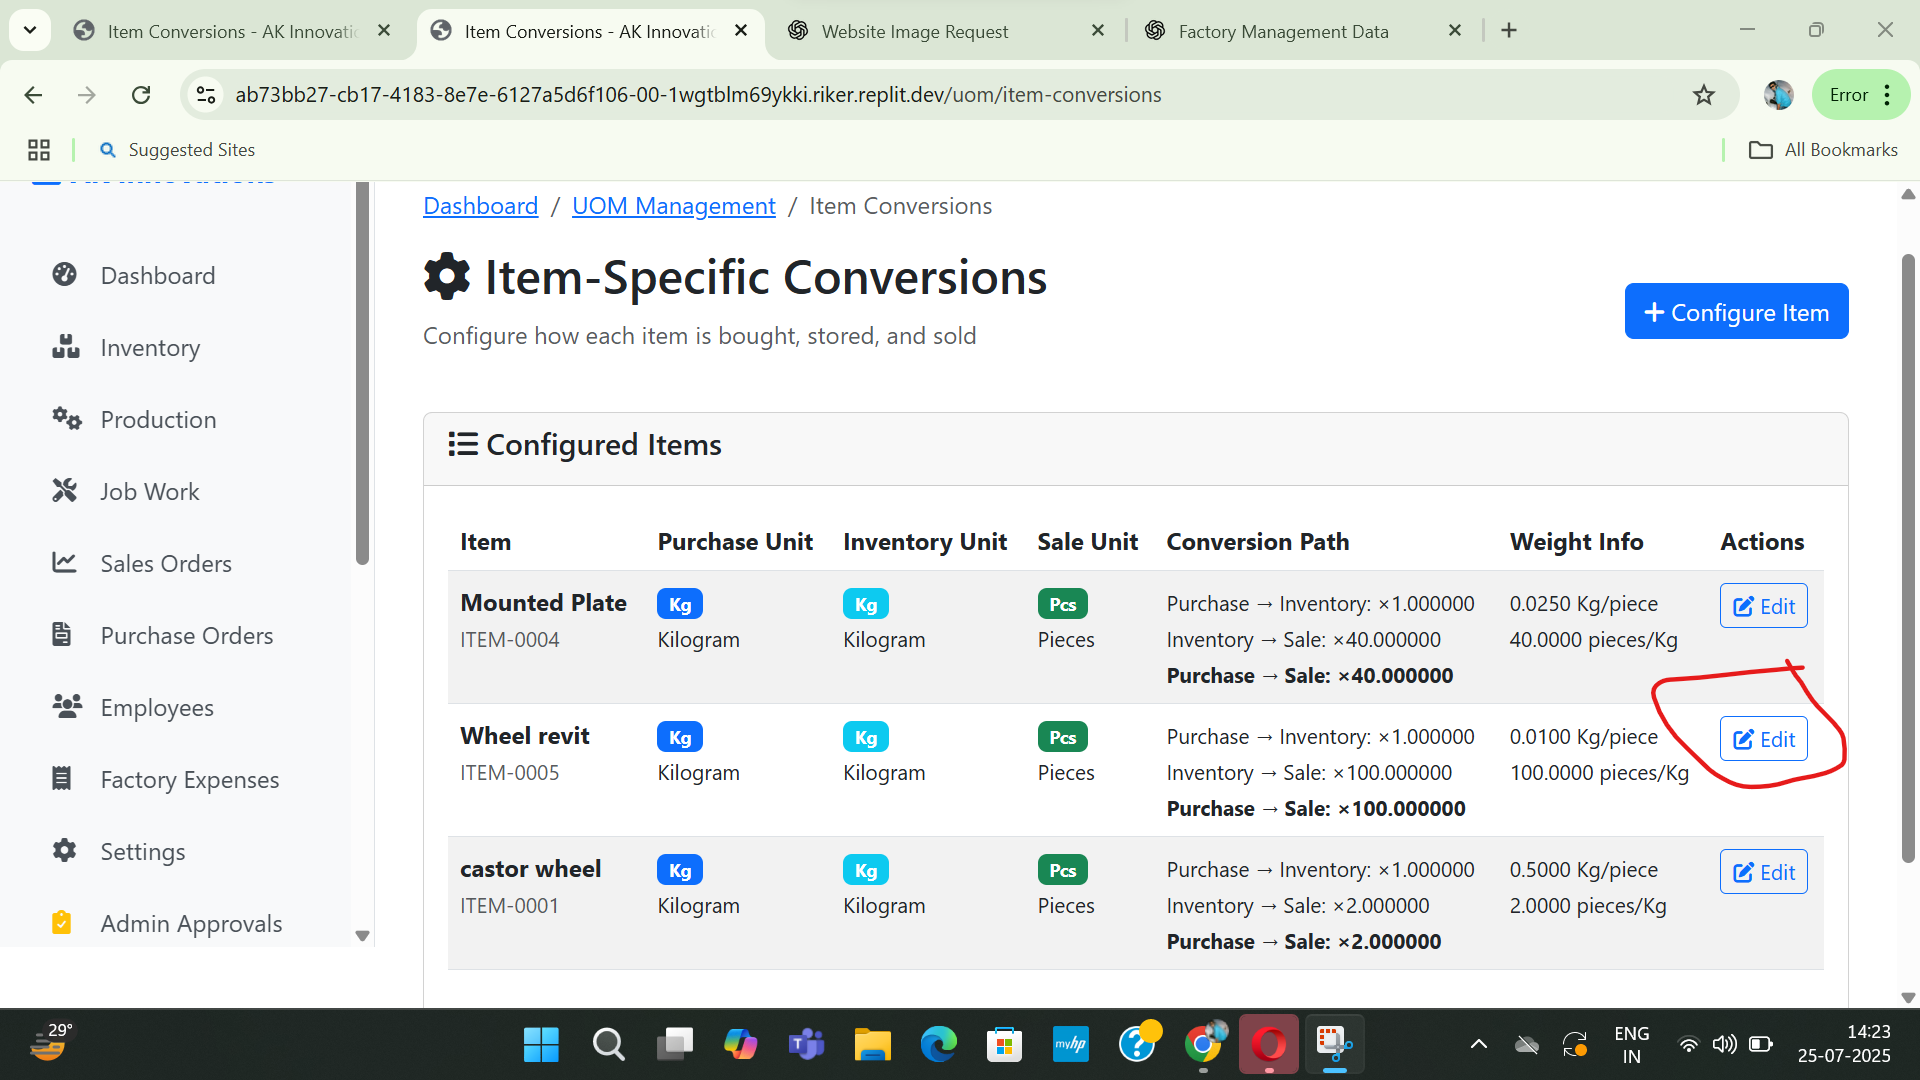 Item Conversions - AK Innovatic
Item Conversions - AK Innovatic
Website Image Request
Factory Management Data
ab73bb27-cb17-4183-8e7e-6127a5d6f106-00-1wgtblm69ykki.riker.replit.dev/uom/item-conversions
Error
Suggested Sites
All Bookmarks
Dashboard / UOM Management / Item Conversions
Item-Specific Conversions
Configure how each item is bought, stored, and sold
+ Configure Item
Dashboard
Inventory
Production
Job Work
Sales Orders
Purchase Orders
Employees
Factory Expenses
Settings
Admin Approvals
Configured Items
Item Purchase Unit Inventory Unit Sale Unit Conversion Path Weight Info Actions
Mounted Plate Kg Kg Pcs Purchase → Inventory: ×1.000000 0.0250 Kg/piece Edit
ITEM-0004 Kilogram Kilogram Pieces Inventory → Sale: ×40.000000 40.0000 pieces/Kg
Purchase → Sale: ×40.000000
Wheel revit Kg Kg Pcs Purchase → Inventory: ×1.000000 0.0100 Kg/piece Edit
ITEM-0005 Kilogram Kilogram Pieces Inventory → Sale: ×100.000000 100.0000 pieces/Kg
Purchase → Sale: ×100.000000
castor wheel Kg Kg Pcs Purchase → Inventory: ×1.000000 0.5000 Kg/piece Edit
ITEM-0001 Kilogram Kilogram Pieces Inventory → Sale: ×2.000000 2.0000 pieces/Kg
Purchase → Sale: ×2.000000
29°
myhp
ENG
IN
14:23
25-07-2025